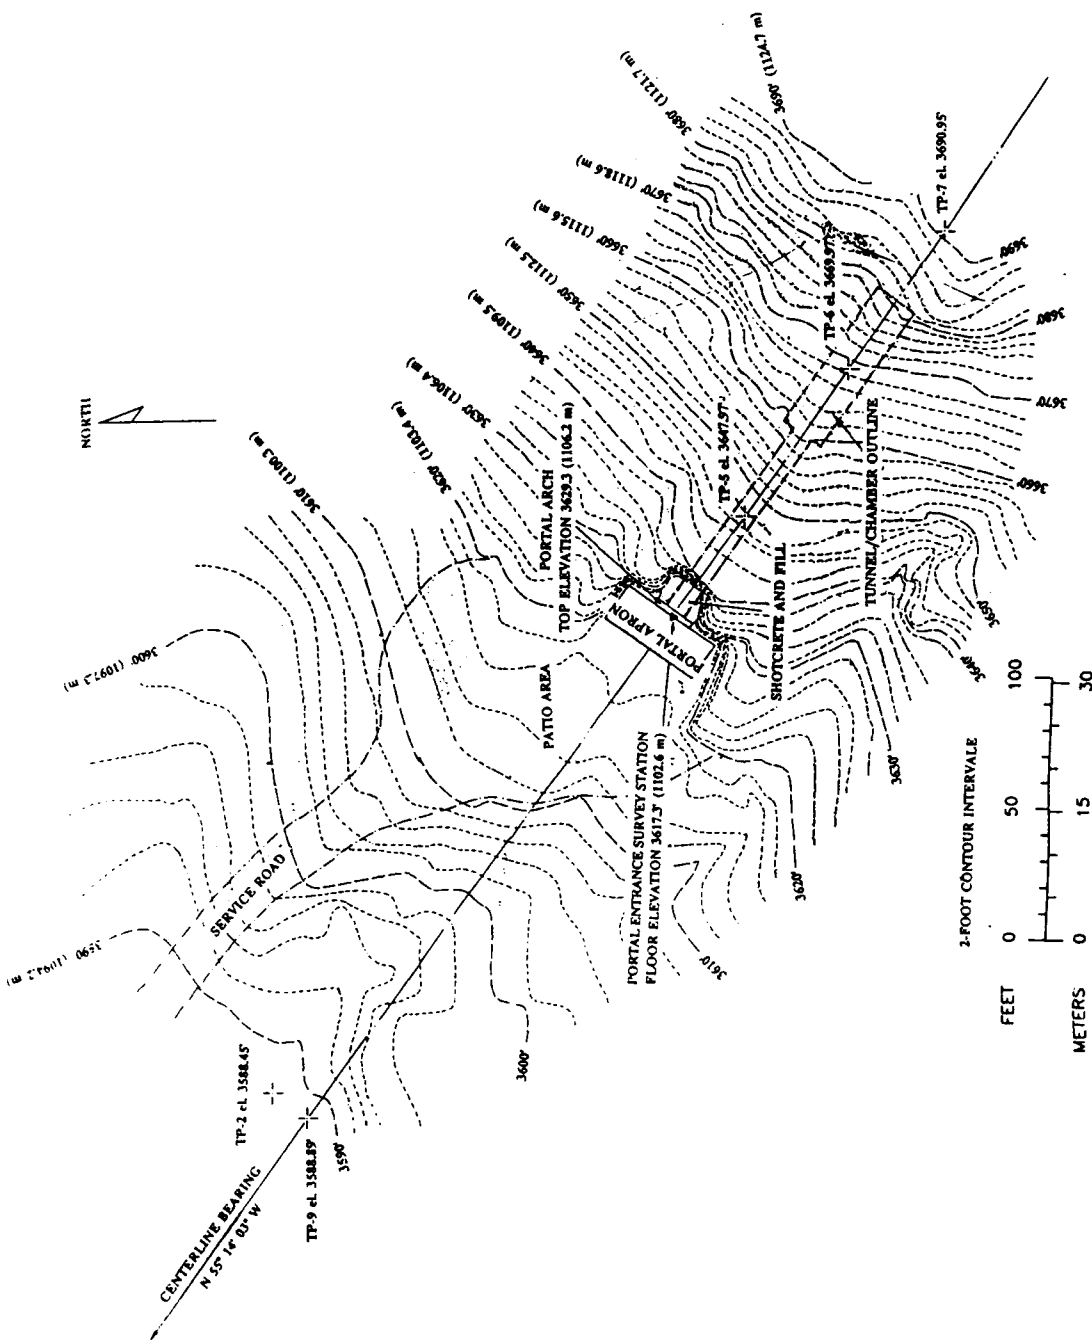 NORTH
3690' (1124.7 m)
3680' (1121.7 m)
3670' (1118.6 m)
3660' (1115.6 m)
3650' (1112.5 m)
3640' (1109.5 m)
3630' (1106.4 m)
3620' (1103.4 m)
3610' (1100.3 m)
3600' (1097.3 m)
3590' (1094.2 m)
TP-7 el. 3690.95'
TP-6 el. 3669.97'
TP-5 el. 3647.97'
PORTAL ARCH
TOP ELEVATION 3629.3 (1106.2 m)
PORTAL APRON
PATIO AREA
SERVICE ROAD
TP-2 el. 3588.45'
TP-9 el. 3588.89'
CENTERLINE BEARING
N 55° 14' 03" W
PORTAL ENTRANCE SURVEY STATION
FLOOR ELEVATION 3617.3' (1102.6 m)
SHOTCRETE AND FILL
TUNNEL/CHAMBER OUTLINE
3590'
3600'
3610'
3620'
3630'
3640'
3650'
3660'
3670'
3680'
3690'
2-FOOT CONTOUR INTERVALE
FEET
0 50 100
METERS
0 15 30